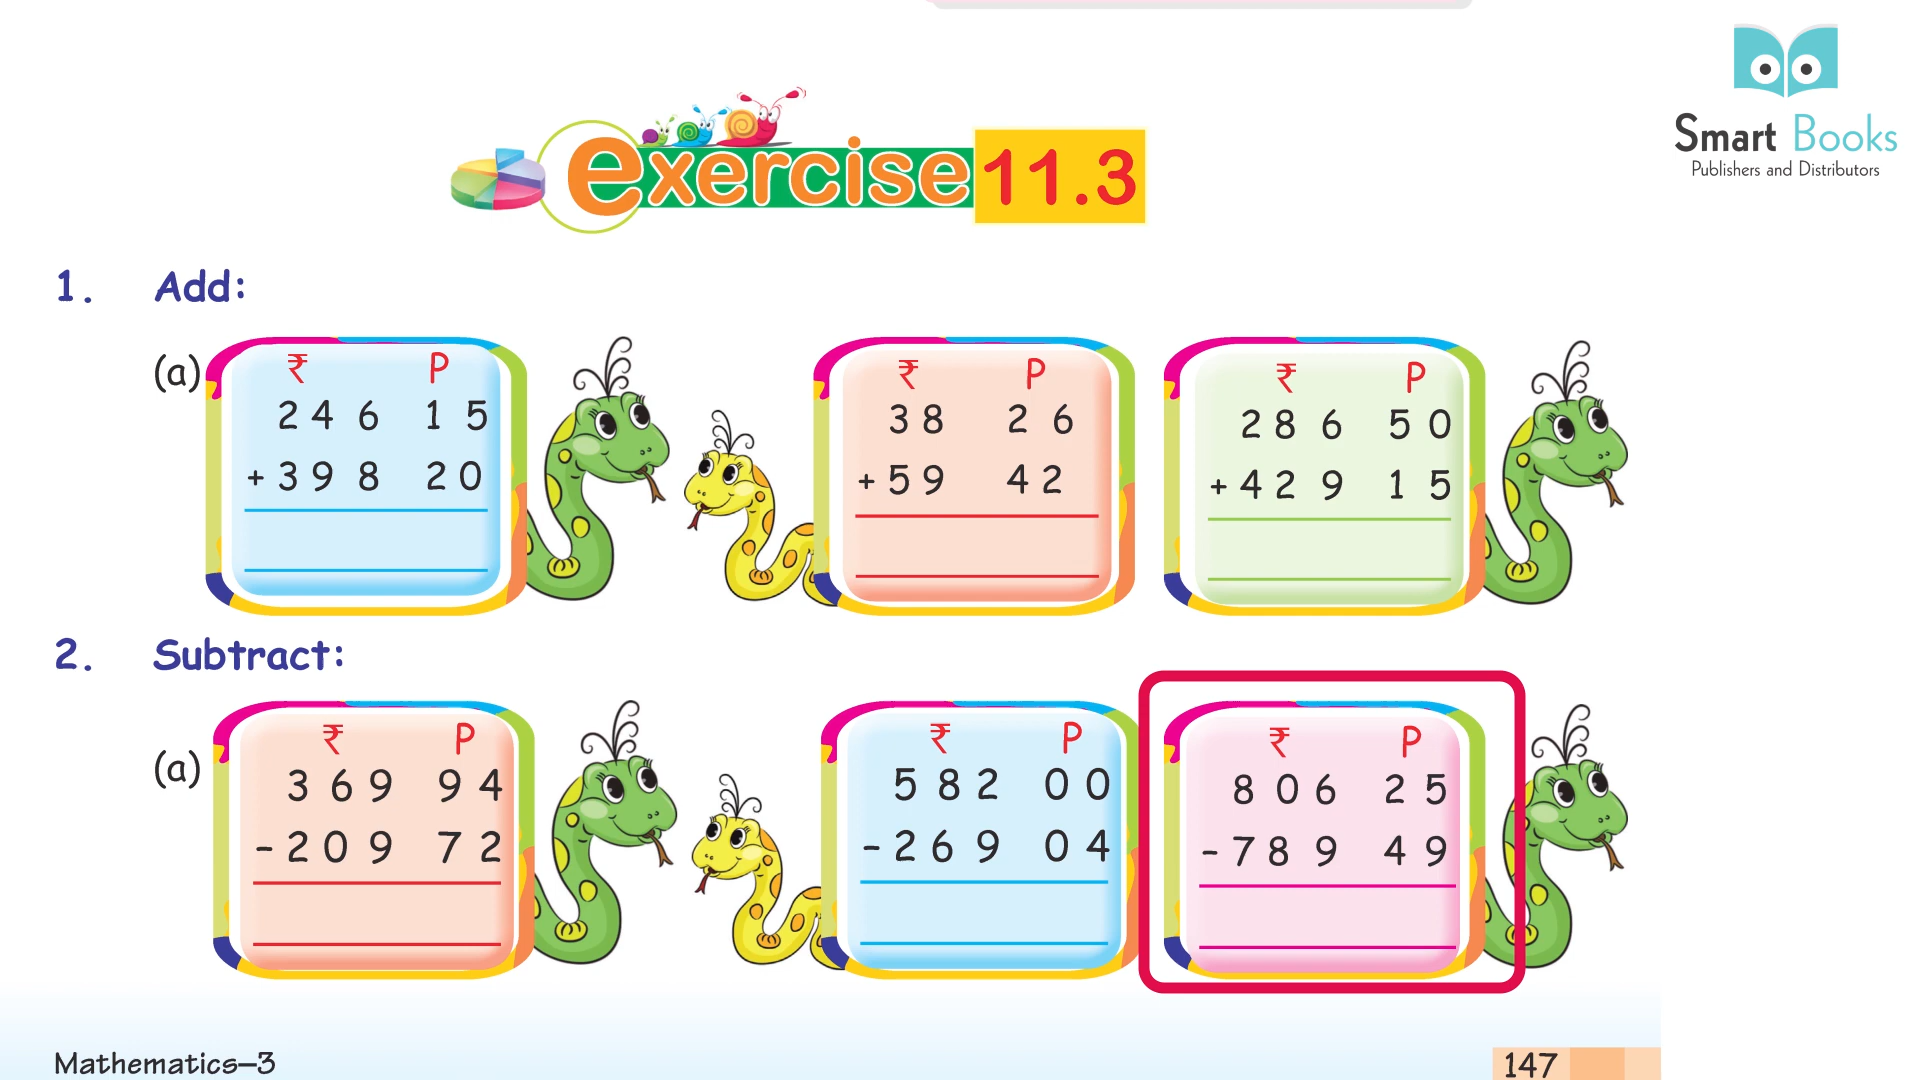 Smart Books
Publishers and Distributors
exercise 11.3
1. Add:
(a)
₹ P
246 15
+398 20
₹ P
38 26
+59 42
₹ P
286 50
+429 15
2. Subtract:
(a)
₹ P
369 94
-209 72
₹ P
582 00
-269 04
₹ P
806 25
-789 49
Mathematics–3
147